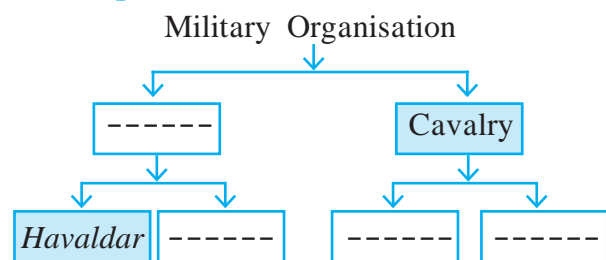 Military Organisation
------ Cavalry
Havaldar ------ ------ ------